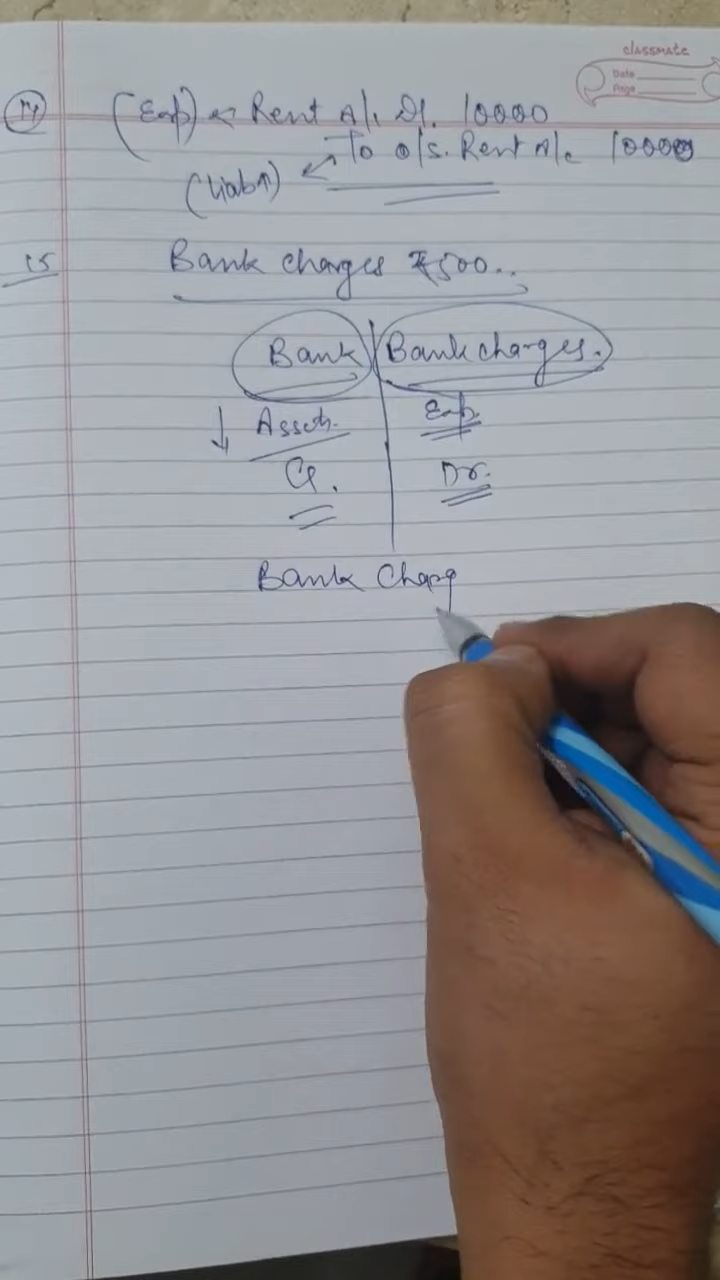 classmate
Date
Page
14 (Exp) ← Rent A/c Dr. 10000
To o/s. Rent A/c 10000
(Liab↑)
15 Bank charges ₹500..
Bank Bank charges.
↓ Assets. Exp.
Cr. Dr.
Bank Charg